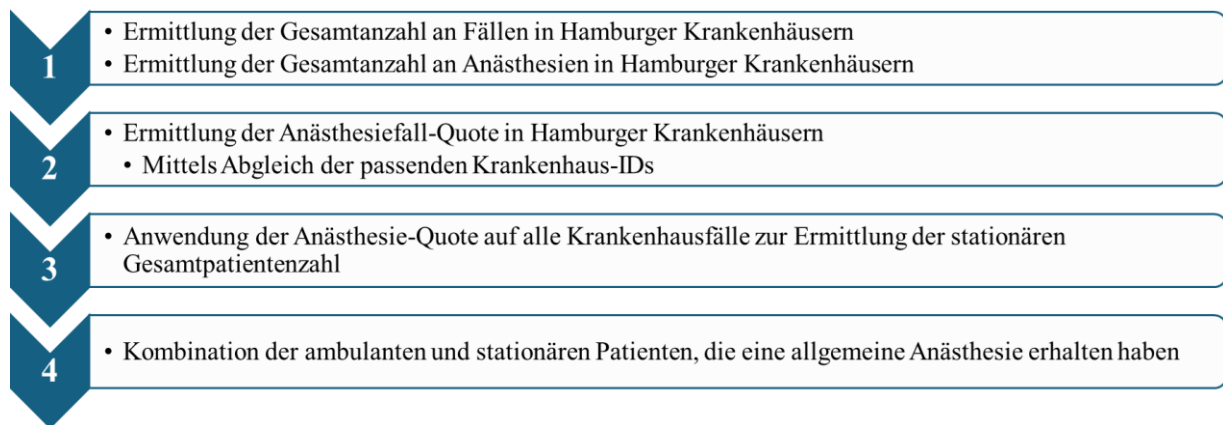 1
• Ermittlung der Gesamtanzahl an Fällen in Hamburger Krankenhäusern
• Ermittlung der Gesamtanzahl an Anästhesien in Hamburger Krankenhäusern
2
• Ermittlung der Anästhesiefall-Quote in Hamburger Krankenhäusern
• Mittels Abgleich der passenden Krankenhaus-IDs
3
• Anwendung der Anästhesie-Quote auf alle Krankenhausfälle zur Ermittlung der stationären
Gesamtpatientenzahl
4
• Kombination der ambulanten und stationären Patienten, die eine allgemeine Anästhesie erhalten haben